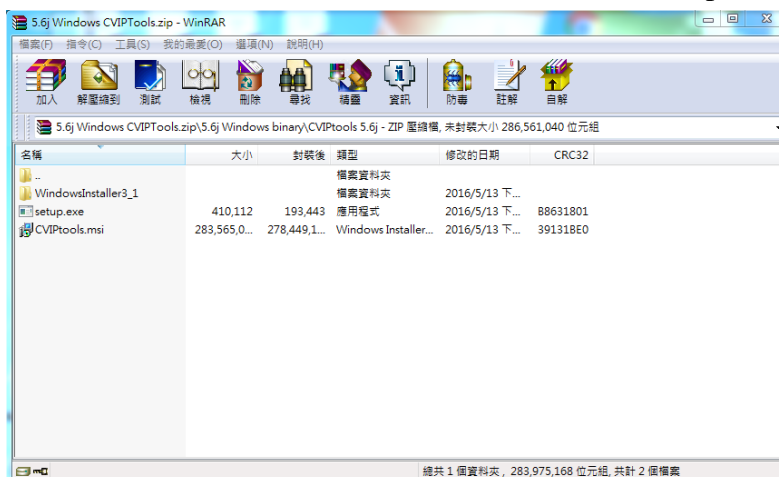 5.6j Windows CVIPTools.zip - WinRAR
檔案(F) 指令(C) 工具(S) 我的最愛(O) 選項(N) 說明(H)
加入 解壓縮到 測試 檢視 刪除 尋找 精靈 資訊 防毒 註解 自解
5.6j Windows CVIPTools.zip\5.6j Windows binary\CVIPtools 5.6j - ZIP 壓縮檔, 未封裝大小 286,561,040 位元組
名稱 大小 封裝後 類型 修改的日期 CRC32
.. 檔案資料夾
WindowsInstaller3_1 檔案資料夾 2016/5/13 下...
setup.exe 410,112 193,443 應用程式 2016/5/13 下... B8631801
CVIPtools.msi 283,565,0... 278,449,1... Windows Installer... 2016/5/13 下... 39131BE0
總共 1 個資料夾, 283,975,168 位元組, 共計 2 個檔案